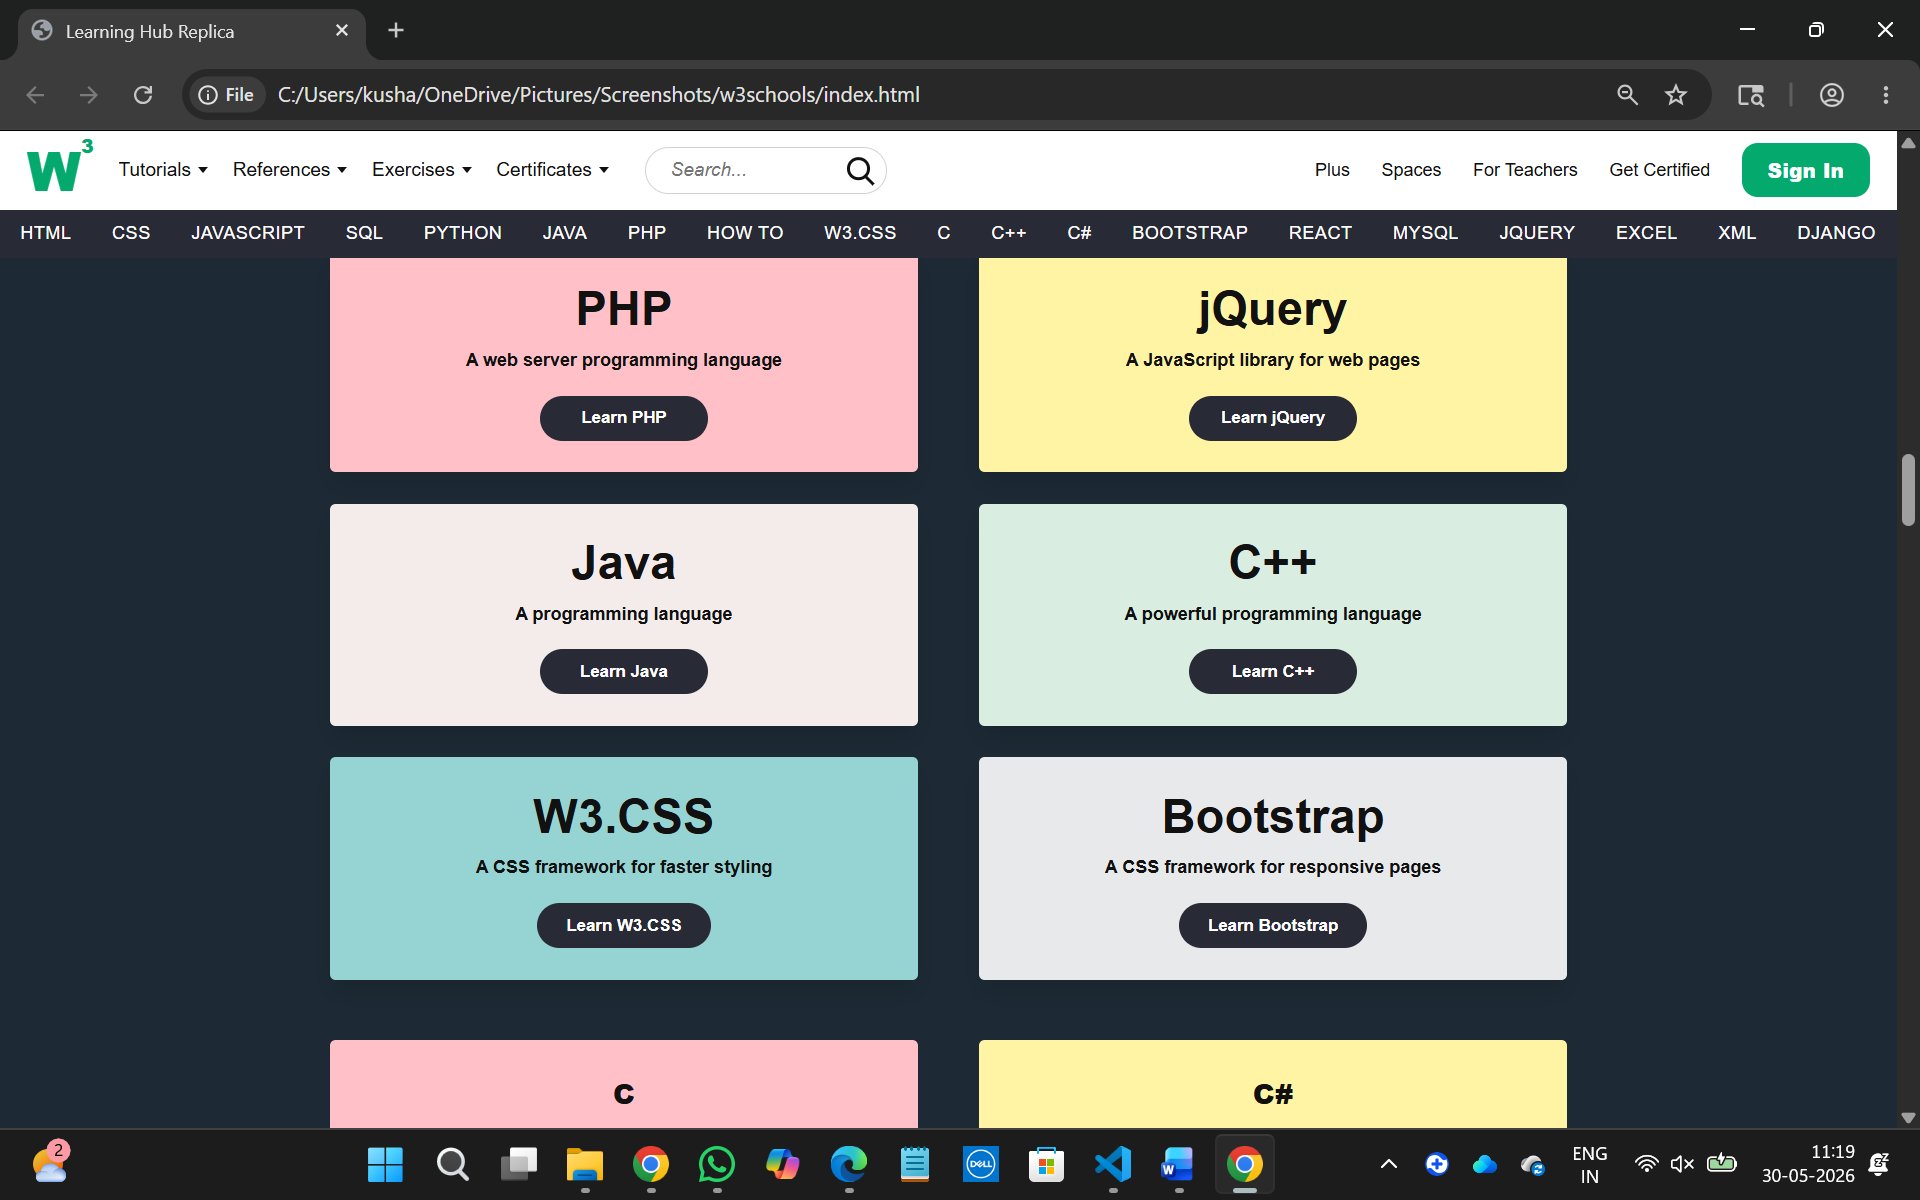 Learning Hub Replica
File C:/Users/kusha/OneDrive/Pictures/Screenshots/w3schools/index.html
W3 Tutorials References Exercises Certificates Search... Plus Spaces For Teachers Get Certified Sign In
HTML CSS JAVASCRIPT SQL PYTHON JAVA PHP HOW TO W3.CSS C C++ C# BOOTSTRAP REACT MYSQL JQUERY EXCEL XML DJANGO
PHP
A web server programming language
Learn PHP
jQuery
A JavaScript library for web pages
Learn jQuery
Java
A programming language
Learn Java
C++
A powerful programming language
Learn C++
W3.CSS
A CSS framework for faster styling
Learn W3.CSS
Bootstrap
A CSS framework for responsive pages
Learn Bootstrap
C
C#
2
DELL
W
ENG
IN
11:19
30-05-2026